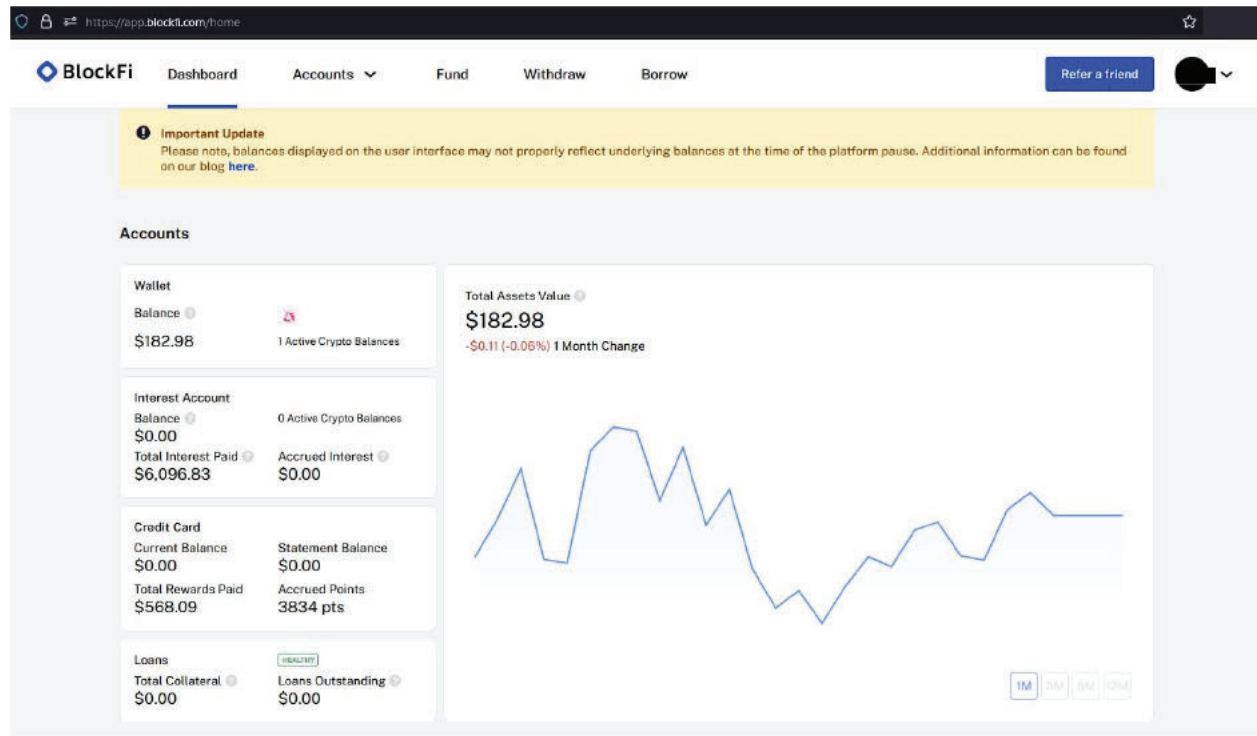 https://app.blockfi.com/home
BlockFi Dashboard Accounts Fund Withdraw Borrow Refer a friend
Important Update
Please note, balances displayed on the user interface may not properly reflect underlying balances at the time of the platform pause. Additional information can be found
on our blog here.
Accounts
Wallet
Balance
$182.98 1 Active Crypto Balances
Interest Account
Balance 0 Active Crypto Balances
$0.00
Total Interest Paid Accrued Interest
$6,096.83 $0.00
Credit Card
Current Balance Statement Balance
$0.00 $0.00
Total Rewards Paid Accrued Points
$568.09 3834 pts
Loans HEALTHY
Total Collateral Loans Outstanding
$0.00 $0.00
Total Assets Value
$182.98
-$0.11 (-0.06%) 1 Month Change
1M 3M 6M 12M